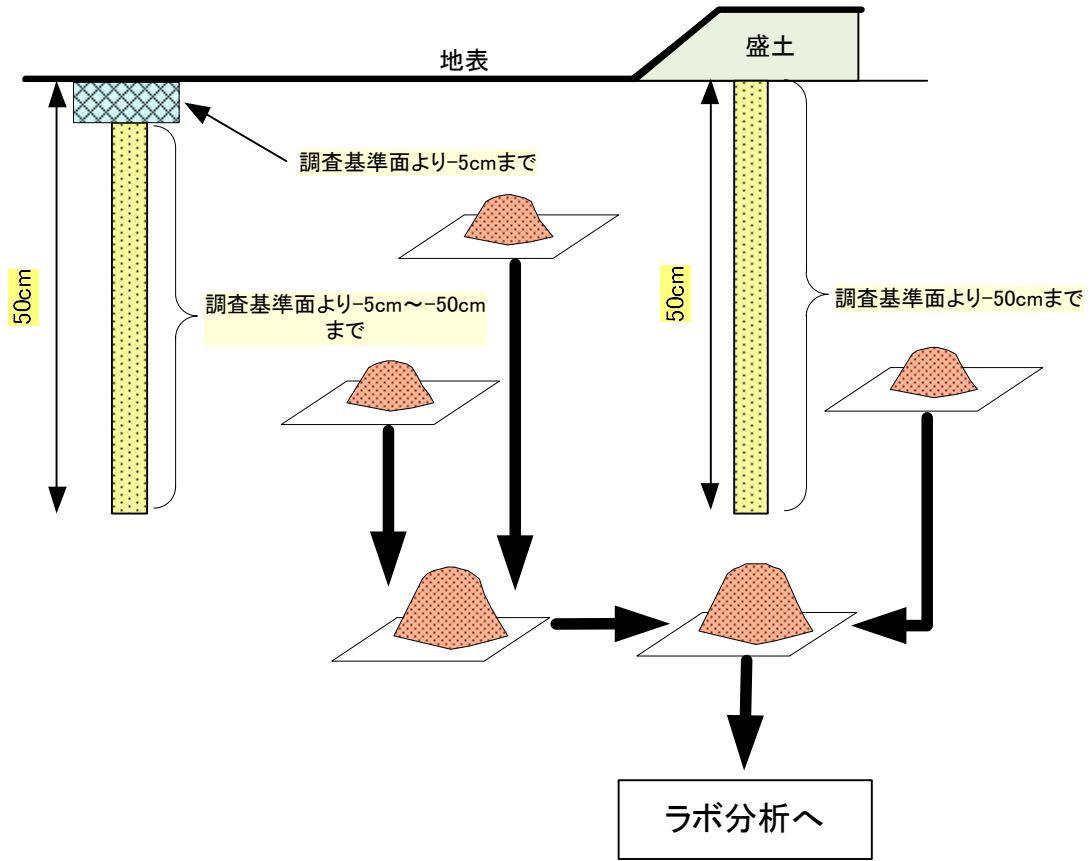 地表
盛土
調査基準面より-5cmまで
50cm
調査基準面より-5cm～-50cm
まで
50cm
調査基準面より-50cmまで
ラボ分析へ